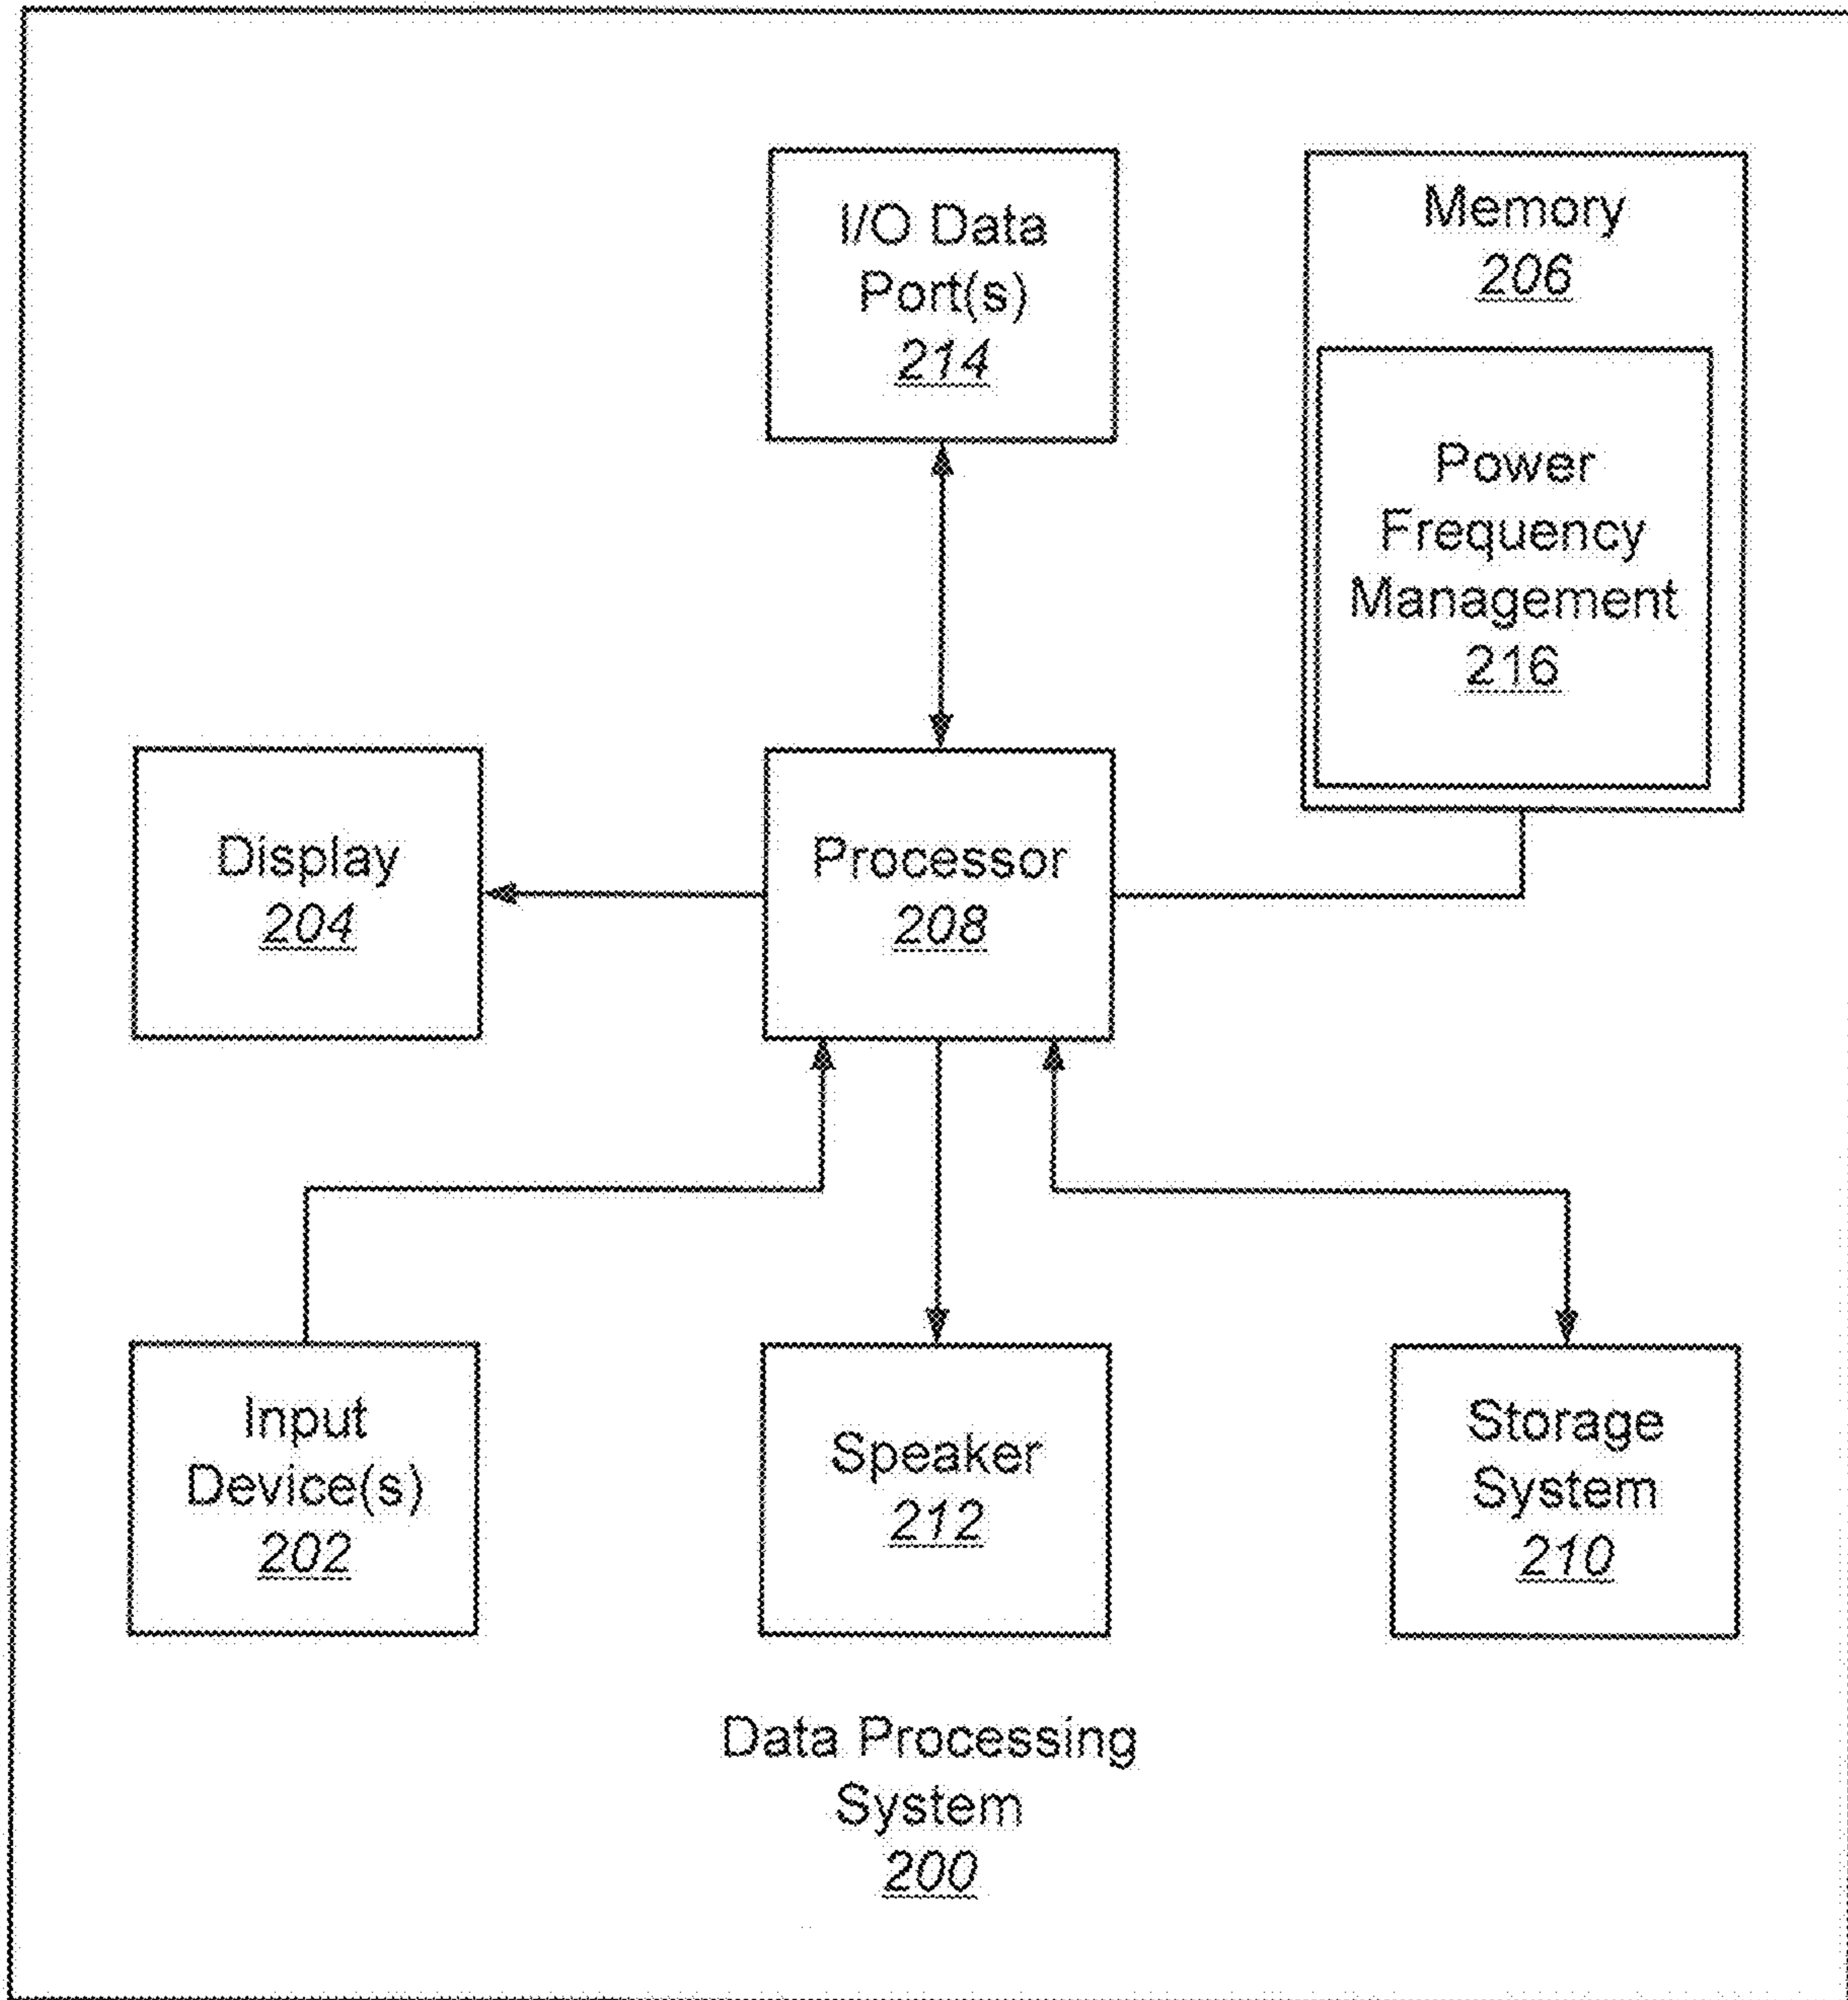 I/O Data
Port(s)
214
Memory
206
Power
Frequency
Management
216
Display
204
Processor
208
Input
Device(s)
202
Speaker
212
Storage
System
210
Data Processing
System
200